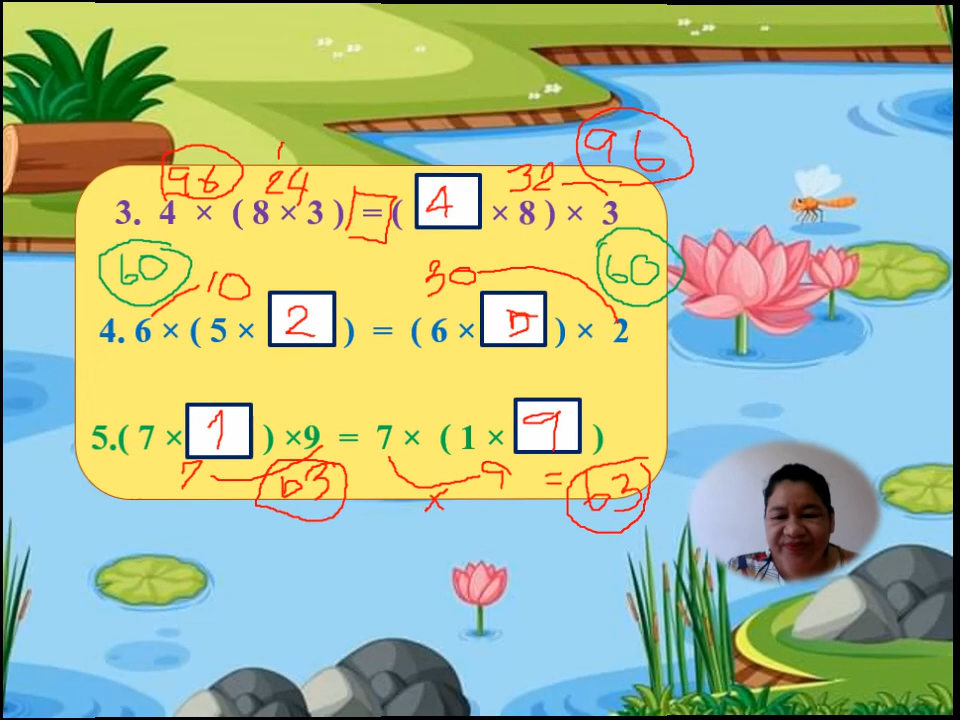 96 24 32 96
3. 4 × ( 8 × 3 ) = ( 4 × 8 ) × 3
60 10 30 60
4. 6 × ( 5 × 2 ) = ( 6 × 5 ) × 2
5.( 7 × 1 ) ×9 = 7 × ( 1 × 9 )
7 63 × 9 = 63